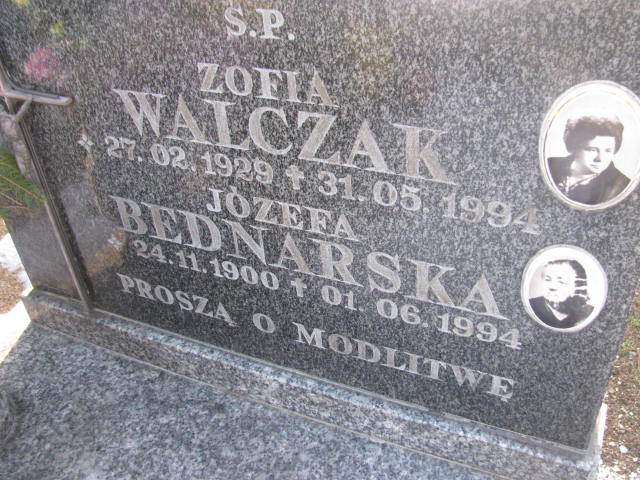 S.P.
ZOFIA
WALCZAK
* 27.02.1929 ✝ 31.05.1994
JÓZEFA
BEDNARSKA
24.11.1900 ✝ 01.06.1994
PROSZĄ O MODLITWĘ